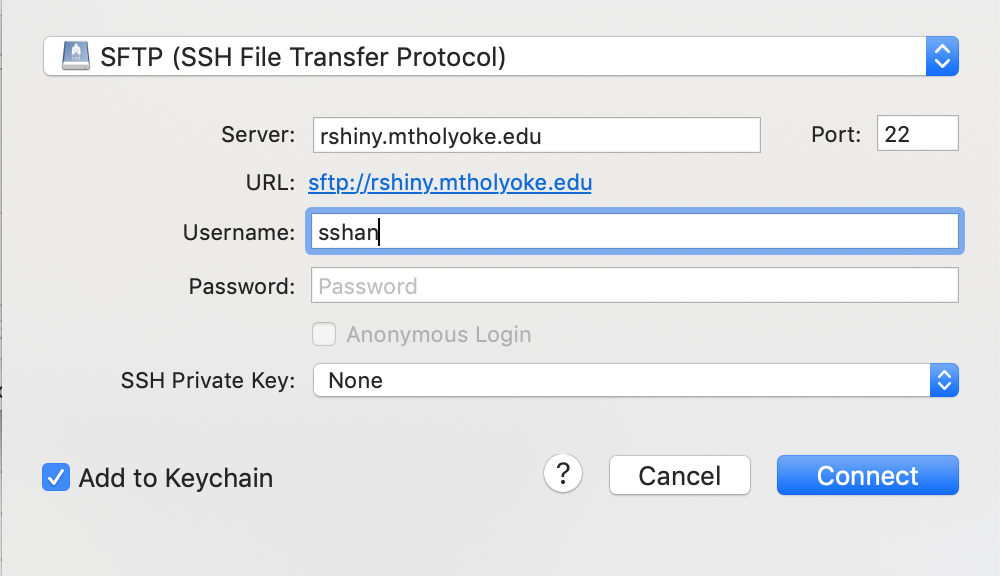 SFTP (SSH File Transfer Protocol)
Server: rshiny.mtholyoke.edu Port: 22
URL: sftp://rshiny.mtholyoke.edu
Username: sshan
Password: Password
Anonymous Login
SSH Private Key: None
Add to Keychain ? Cancel Connect